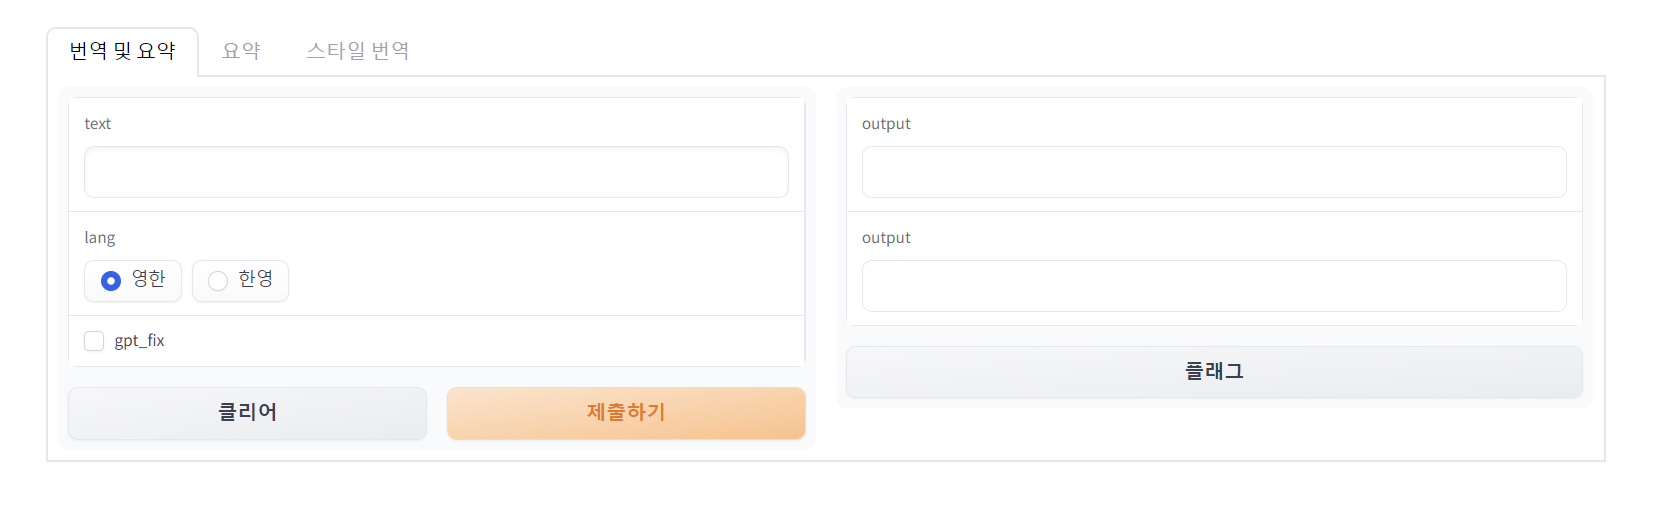 번역 및 요약 요약 스타일 번역
text
lang
영한 한영
gpt_fix
클리어 제출하기
output
output
플래그